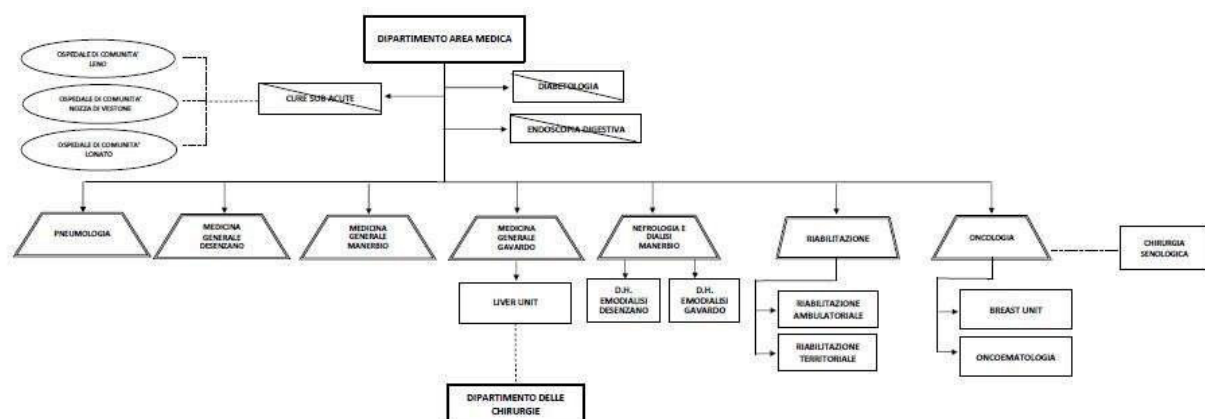 DIPARTIMENTO AREA MEDICA
OSPEDALE DI COMUNITA'
LENO
DIABETOLOGIA
CURE SUB ACUTE
OSPEDALE DI COMUNITA'
NOZZA DI VESTONE
ENDOSCOPIA DIGESTIVA
OSPEDALE DI COMUNITA'
LONATO
PNEUMOLOGIA
MEDICINA
GENERALE
DESENZANO
MEDICINA
GENERALE
MANERBIO
MEDICINA
GENERALE
GAVARDO
NEFROLOGIA E
DIALISI
MANERBIO
RIABILITAZIONE
ONCOLOGIA
CHIRURGIA
SENOLOGICA
LIVER UNIT
D.H.
EMODIALISI
DESENZANO
D.H.
EMODIALISI
GAVARDO
RIABILITAZIONE
AMBULATORIALE
BREAST UNIT
RIABILITAZIONE
TERRITORIALE
ONCOEMATOLOGIA
DIPARTIMENTO DELLE
CHIRURGIE